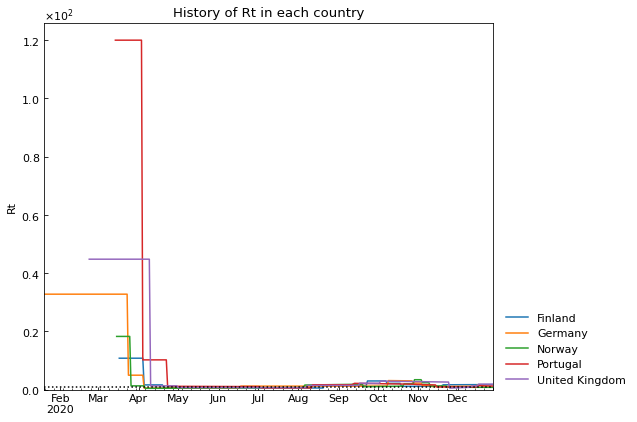 History of Rt in each country
×10²
1.2
1.0
0.8
0.6
0.4
0.2
0.0
Rt
Feb Mar Apr May Jun Jul Aug Sep Oct Nov Dec
2020
Finland
Germany
Norway
Portugal
United Kingdom